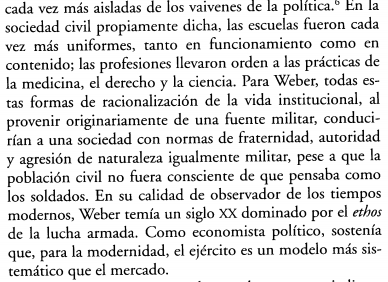 cada vez más aisladas de los vaivenes de la política.⁶ En la
sociedad civil propiamente dicha, las escuelas fueron cada
vez más uniformes, tanto en funcionamiento como en
contenido; las profesiones llevaron orden a las prácticas de
la medicina, el derecho y la ciencia. Para Weber, todas es-
tas formas de racionalización de la vida institucional, al
provenir originariamente de una fuente militar, conduci-
rían a una sociedad con normas de fraternidad, autoridad
y agresión de naturaleza igualmente militar, pese a que la
población civil no fuera consciente de que pensaba como
los soldados. En su calidad de observador de los tiempos
modernos, Weber temía un siglo XX dominado por el ethos
de la lucha armada. Como economista político, sostenía
que, para la modernidad, el ejército es un modelo más sis-
temático que el mercado.